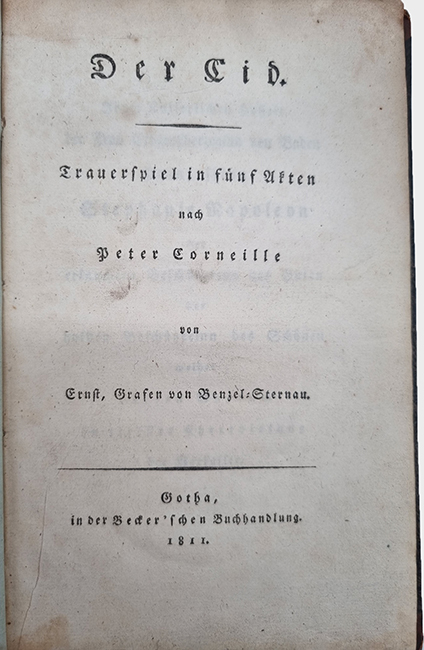 Der Cid.
Trauerſpiel in fünf Akten
nach
Peter Corneille
von
Ernſt, Grafen von Benzel-Sternau.
Gotha,
in der Becker'ſchen Buchhandlung.
1811.